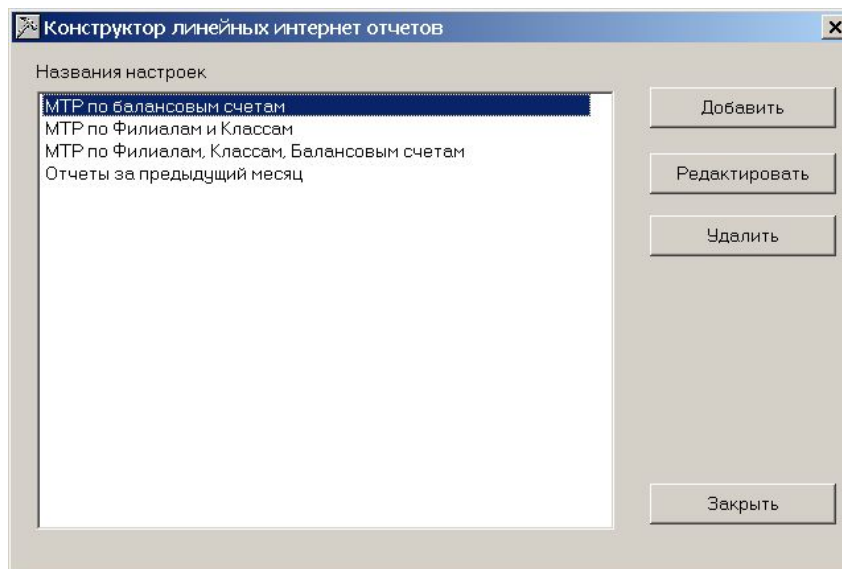 Конструктор линейных интернет отчетов
Названия настроек
МТР по балансовым счетам
МТР по Филиалам и Классам
МТР по Филиалам, Классам, Балансовым счетам
Отчеты за предыдущий месяц
Добавить
Редактировать
Удалить
Закрыть